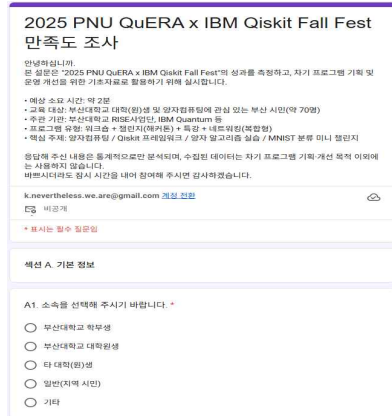 2025 PNU QuERA x IBM Qiskit Fall Fest
만족도 조사
안녕하십니까.
본 설문은 "2025 PNU QuERA x IBM Qiskit Fall Fest"의 성과를 측정하고, 차기 프로그램 기획 및
운영 개선을 위한 기초자료로 활용하기 위해 실시합니다.
• 예상 소요 시간: 약 2분
• 교육 대상: 부산대학교 대학(원)생 및 양자컴퓨팅에 관심 있는 부산 시민(약 70명)
• 주관 기관: 부산대학교 RISE사업단, IBM Quantum 등
• 프로그램 유형: 워크숍 + 챌린지(해커톤) + 특강 + 네트워킹(복합형)
• 핵심 주제: 양자컴퓨팅 / Qiskit 프레임워크 / 양자 알고리즘 실습 / MNIST 분류 미니 챌린지
응답해 주신 내용은 통계적으로만 분석되며, 수집된 데이터는 차기 프로그램 기획·개선 목적 이외에
는 사용하지 않습니다.
바쁘시더라도 잠시 시간을 내어 참여해 주시면 감사하겠습니다.
k.nevertheless.we.are@gmail.com 계정 전환
비공개
* 표시는 필수 질문임
섹션 A. 기본 정보
A1. 소속을 선택해 주시기 바랍니다. *
부산대학교 학부생
부산대학교 대학원생
타 대학(원)생
일반(지역 시민)
기타